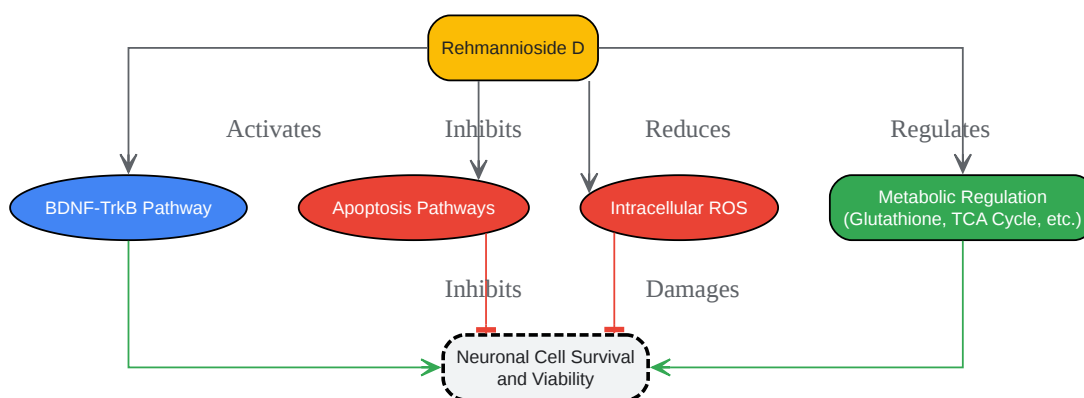 Rehmannioside D
Activates
Inhibits
Reduces
Regulates
BDNF-TrkB Pathway
Apoptosis Pathways
Intracellular ROS
Metabolic Regulation
(Glutathione, TCA Cycle, etc.)
Inhibits
Damages
Neuronal Cell Survival
and Viability